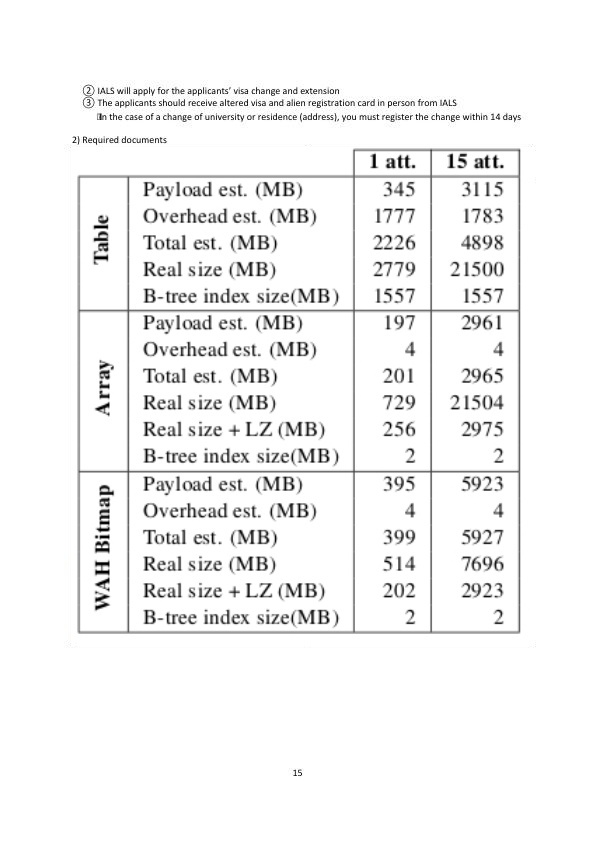 ② IALS will apply for the applicants’ visa change and extension
③ The applicants should receive altered visa and alien registration card in person from IALS
In the case of a change of university or residence (address), you must register the change within 14 days
2) Required documents
1 att. 15 att.
Table
Payload est. (MB) 345 3115
Overhead est. (MB) 1777 1783
Total est. (MB) 2226 4898
Real size (MB) 2779 21500
B-tree index size(MB) 1557 1557
Array
Payload est. (MB) 197 2961
Overhead est. (MB) 4 4
Total est. (MB) 201 2965
Real size (MB) 729 21504
Real size + LZ (MB) 256 2975
B-tree index size(MB) 2 2
WAH Bitmap
Payload est. (MB) 395 5923
Overhead est. (MB) 4 4
Total est. (MB) 399 5927
Real size (MB) 514 7696
Real size + LZ (MB) 202 2923
B-tree index size(MB) 2 2
15